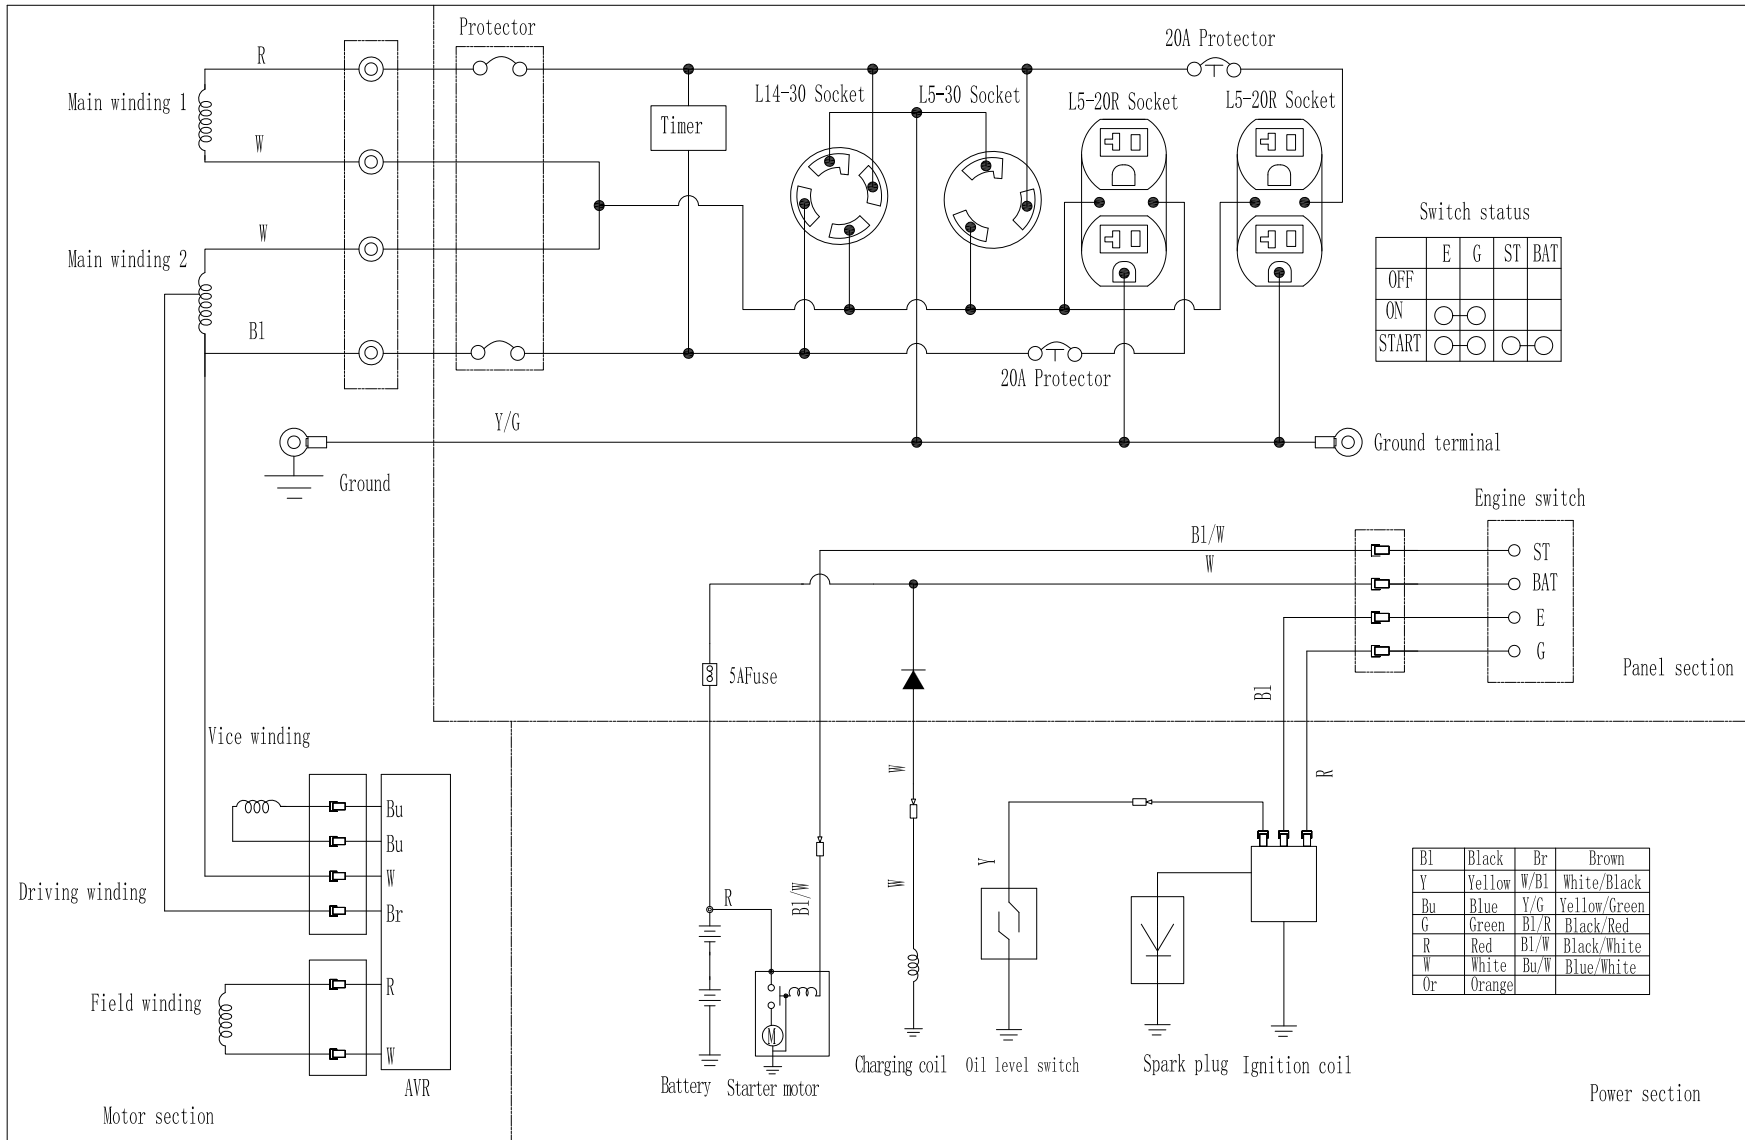 Protector
20A Protector
R
Main winding 1
W
Timer
L14-30 Socket
L5-30 Socket
L5-20R Socket
L5-20R Socket
W
Main winding 2
Bl
20A Protector
Switch status
E G ST BAT
OFF
ON
START
Y/G
Ground
Ground terminal
Engine switch
Bl/W
W
ST
BAT
E
G
5AFuse
Bl
R
Panel section
Vice winding
Bu
Bu
W
Br
Driving winding
R
W
Field winding
AVR
Motor section
W
W
R
Bl/W
Y
M
Battery
Starter motor
Charging coil
Oil level switch
Spark plug
Ignition coil
Bl Black Br Brown
Y Yellow W/Bl White/Black
Bu Blue Y/G Yellow/Green
G Green Bl/R Black/Red
R Red Bl/W Black/White
W White Bu/W Blue/White
Or Orange
Power section